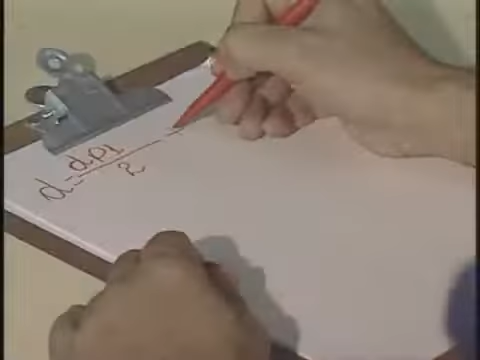 d = dp1/2 -